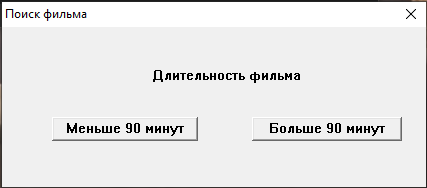 Поиск фильма
Длительность фильма
Меньше 90 минут
Больше 90 минут